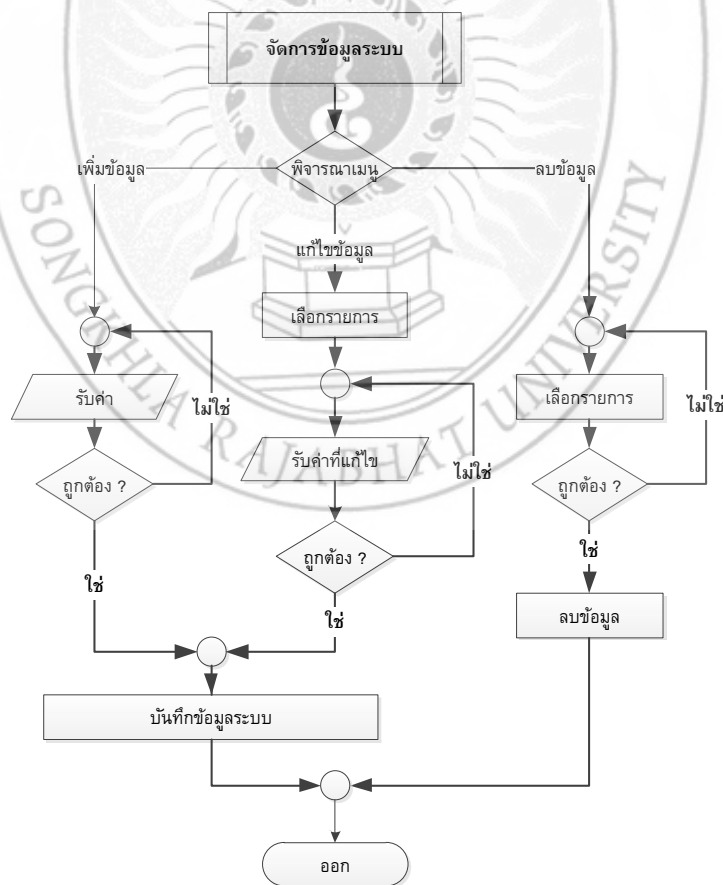 จัดการข้อมูลระบบ
พิจารณาเมนู
เพิ่มข้อมูล
ลบข้อมูล
แก้ไขข้อมูล
เลือกรายการ
รับค่า
ไม่ใช่
เลือกรายการ
ไม่ใช่
รับค่าที่แก้ไข
ไม่ใช่
ถูกต้อง ?
ถูกต้อง ?
ถูกต้อง ?
ใช่
ใช่
ใช่
ลบข้อมูล
บันทึกข้อมูลระบบ
ออก
SONGKHLA RAJABHAT UNIVERSITY